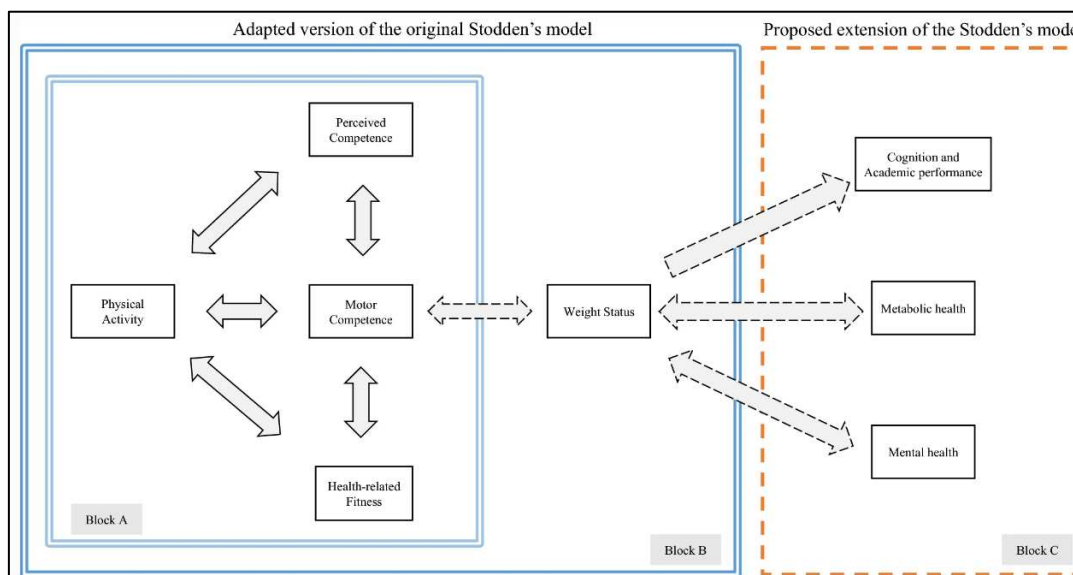 Adapted version of the original Stodden's model
Proposed extension of the Stodden's mode
Perceived
Competence
Cognition and
Academic performance
Physical
Activity
Motor
Competence
Weight Status
Metabolic health
Mental health
Health-related
Fitness
Block A
Block B
Block C